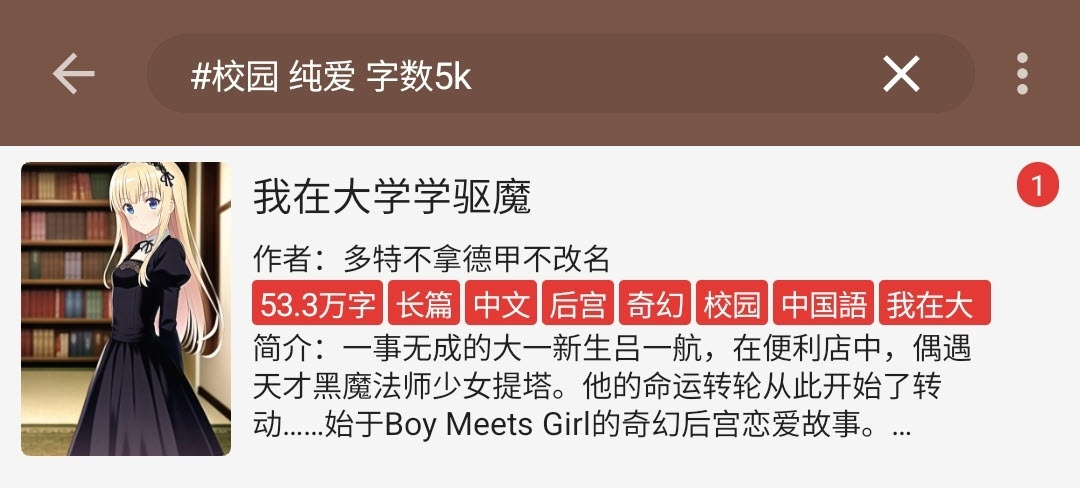 #校园 纯爱 字数5k
我在大学学驱魔
1
作者：多特不拿德甲不改名
53.3万字 长篇 中文 后宫 奇幻 校园 中国語 我在大
简介：一事无成的大一新生吕一航，在便利店中，偶遇
天才黑魔法师少女提塔。他的命运转轮从此开始了转
动……始于Boy Meets Girl的奇幻后宫恋爱故事。...